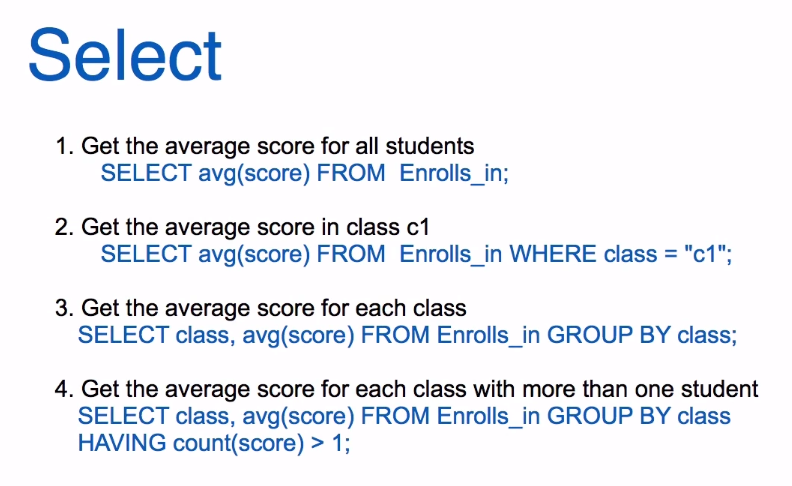 Select
1. Get the average score for all students
SELECT avg(score) FROM Enrolls_in;
2. Get the average score in class c1
SELECT avg(score) FROM Enrolls_in WHERE class = "c1";
3. Get the average score for each class
SELECT class, avg(score) FROM Enrolls_in GROUP BY class;
4. Get the average score for each class with more than one student
SELECT class, avg(score) FROM Enrolls_in GROUP BY class
HAVING count(score) > 1;